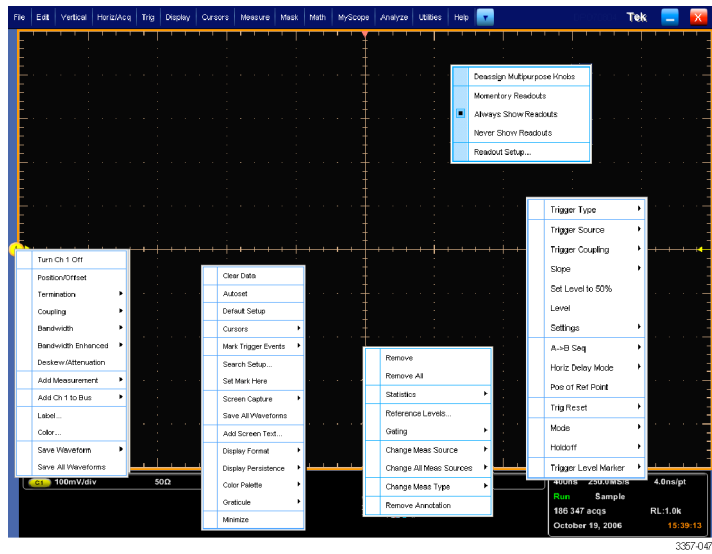 File Edit Vertical Horiz/Acq Trig Display Cursors Measure Mask Math MyScope Analyze Utilities Help Tek
Deassign Multipurpose Knobs
Momentory Readouts
Always Show Readouts
Never Show Readouts
Readout Setup...
Trigger Type
Trigger Source
Trigger Coupling
Slope
Set Level to 50%
Level
Settings
A->B Seq
Horiz Delay Mode
Pos of Ref Point
Trig Reset
Mode
Holdoff
Trigger Level Marker
Turn Ch 1 Off
Position/Offset
Termination
Coupling
Bandwidth
Bandwidth Enhanced
Deskew/Attenuation
Add Measurement
Add Ch 1 to Bus
Label...
Color...
Save Waveform
Save All Waveforms
Clear Data
Autoset
Default Setup
Cursors
Mark Trigger Events
Search Setup...
Set Mark Here
Screen Capture
Save All Waveforms
Add Screen Text...
Display Format
Display Persistence
Color Palette
Graticule
Minimize
Remove
Remove All
Statistics
Reference Levels...
Gating
Change Meas Source
Change All Meas Sources
Change Meas Type
Remove Annotation
C1 100mV/div 50Ω
400ns 250.0MS/s 4.0ns/pt
Run Sample
186 347 acqs RL:1.0k
October 19, 2006 15:39:13
3357-047